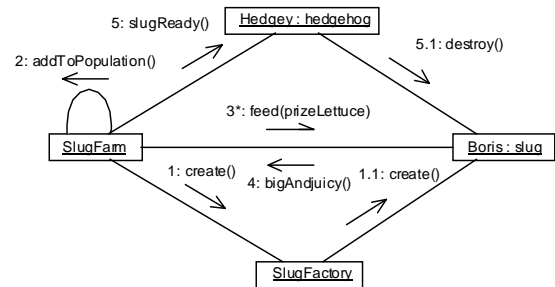 5: slugReady()
Hedgey : hedgehog
5.1: destroy()
2: addToPopulation()
3*: feed(prizeLettuce)
SlugFarm
Boris : slug
1: create()
4: bigAndjuicy()
1.1: create()
SlugFactory